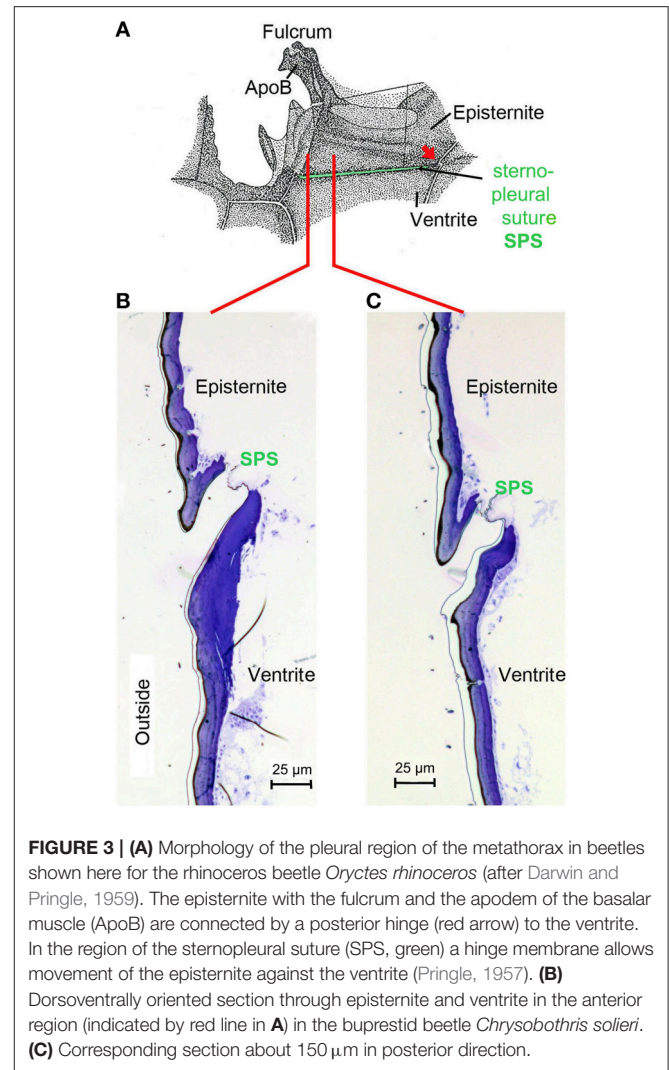 A
Fulcrum
ApoB
Episternite
sterno-
pleural
suture
SPS
Ventrite
B
Episternite
SPS
Ventrite
Outside
25 µm
C
Episternite
SPS
Ventrite
25 µm
FIGURE 3 | (A) Morphology of the pleural region of the metathorax in beetles
shown here for the rhinoceros beetle Oryctes rhinoceros (after Darwin and
Pringle, 1959). The episternite with the fulcrum and the apodem of the basalar
muscle (ApoB) are connected by a posterior hinge (red arrow) to the ventrite.
In the region of the sternopleural suture (SPS, green) a hinge membrane allows
movement of the episternite against the ventrite (Pringle, 1957). (B)
Dorsoventrally oriented section through episternite and ventrite in the anterior
region (indicated by red line in A) in the buprestid beetle Chrysobothris solieri.
(C) Corresponding section about 150 µm in posterior direction.